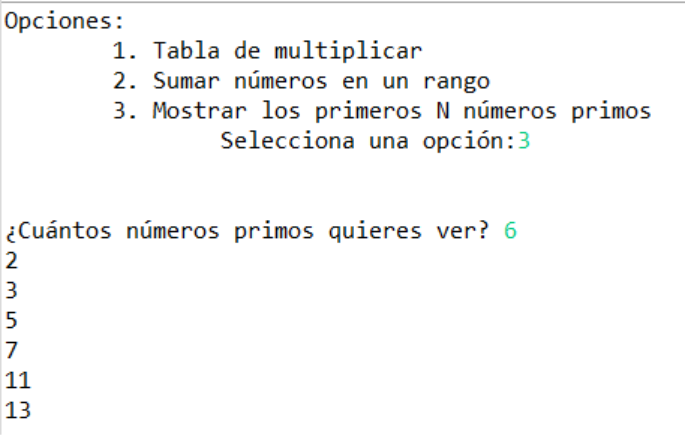 Opciones:
1. Tabla de multiplicar
2. Sumar números en un rango
3. Mostrar los primeros N números primos
Selecciona una opción:3
¿Cuántos números primos quieres ver? 6
2
3
5
7
11
13